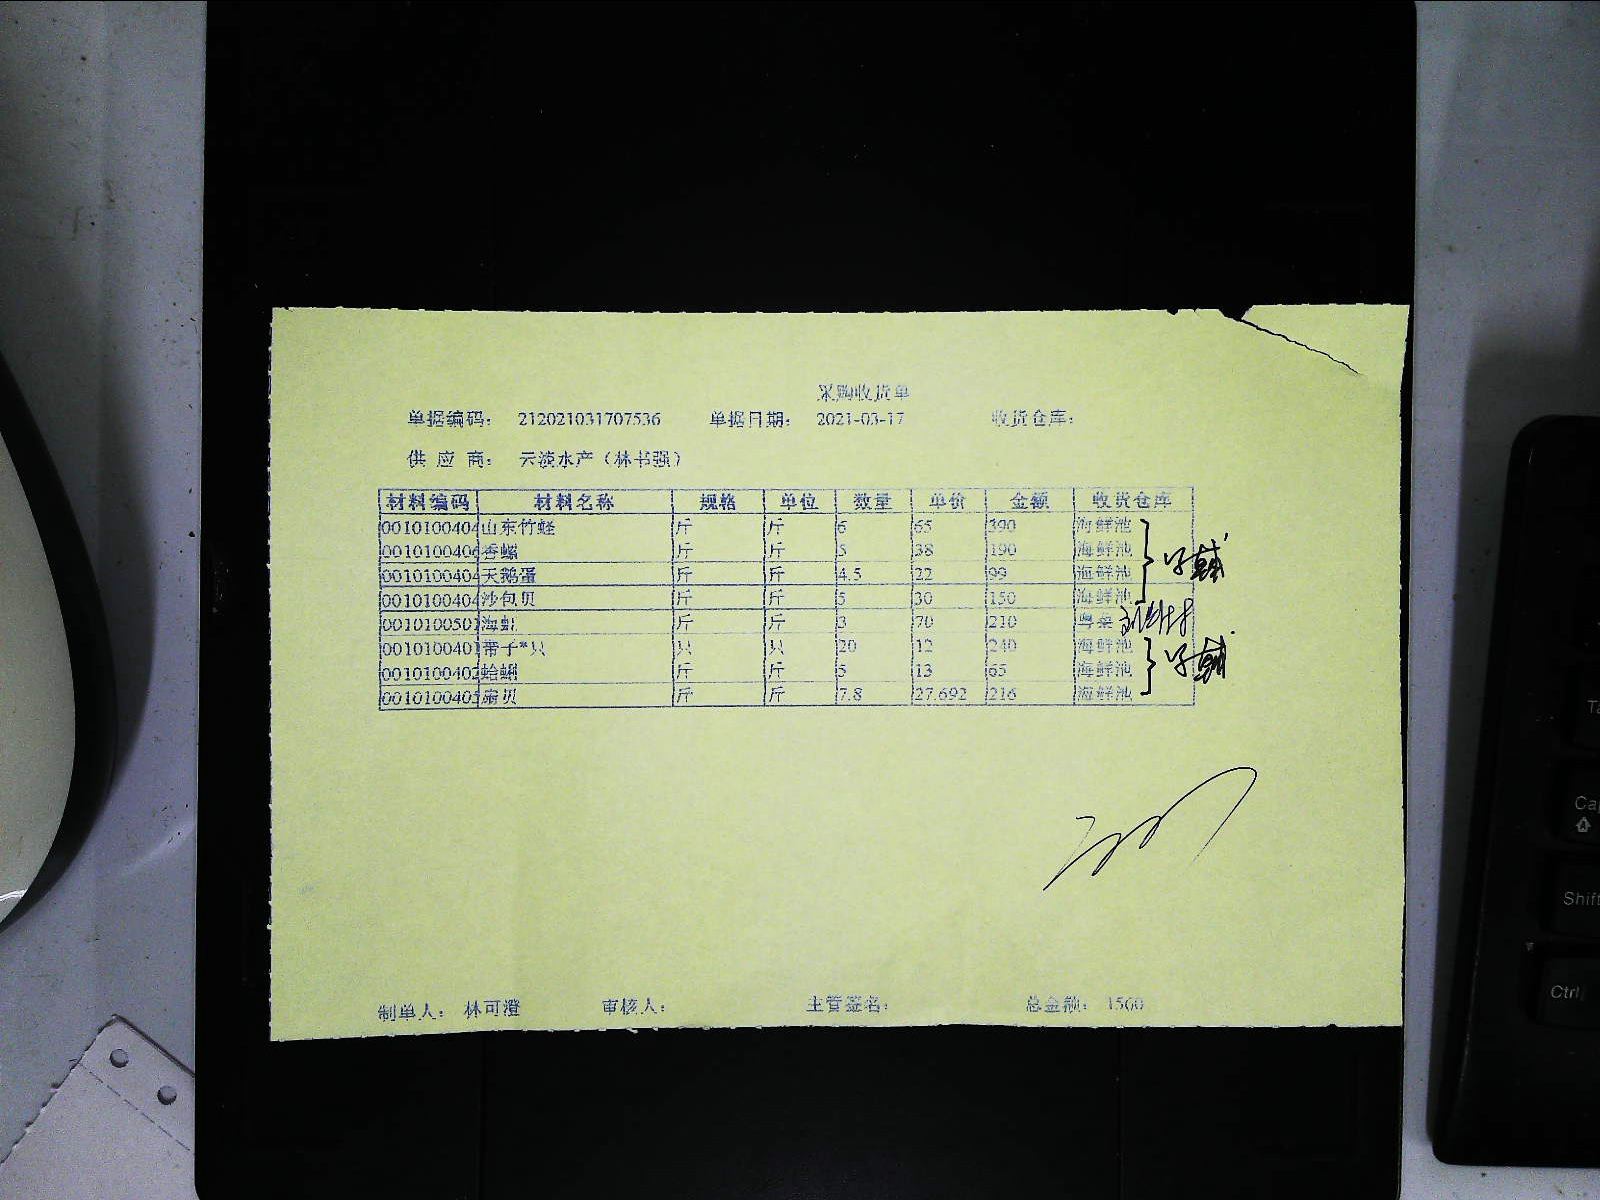 采购收货单
单据编码： 212021031707536 单据日期： 2021-03-17 收货仓库：
供 应 商： 云淡水产（林书强）
材料编码 材料名称 规格 单位 数量 单价 金额 收货仓库
0010100404 山东竹蛏 斤 斤 6 65 390 海鲜池
0010100406 香螺 斤 斤 5 38 190 海鲜池
0010100404 天鹅蛋 斤 斤 4.5 22 99 海鲜池
0010100404 沙包贝 斤 斤 5 30 150 海鲜池
0010100501 海虹 斤 斤 3 70 210 粤菜
0010100401 带子*只 只 只 20 12 240 海鲜池
0010100402 蛤蜊 斤 斤 5 13 65 海鲜池
0010100403 扇贝 斤 斤 7.8 27.692 216 海鲜池
制单人： 林可澄 审核人： 主管签名： 总金额： 1560
Caps
Shift
Ctrl